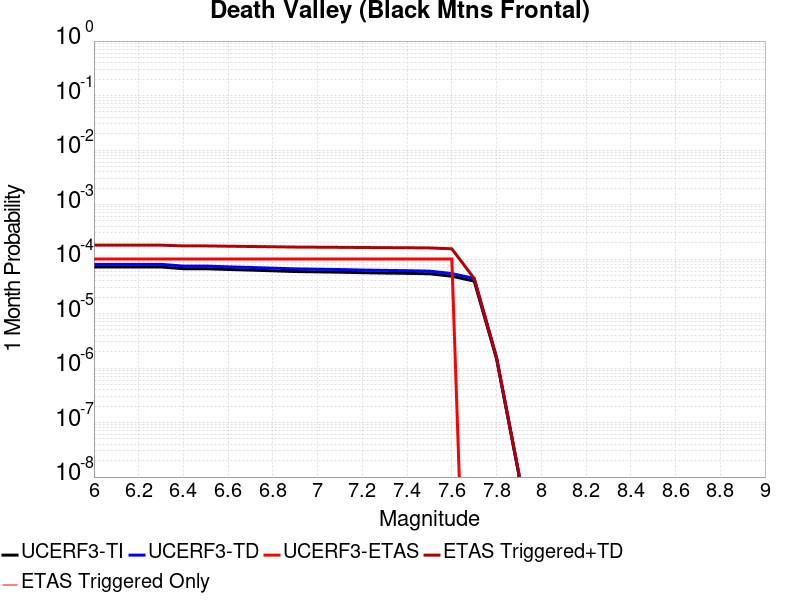 Death Valley (Black Mtns Frontal)
10^0
10^-1
10^-2
10^-3
10^-4
10^-5
10^-6
10^-7
10^-8
1 Month Probability
6 6.2 6.4 6.6 6.8 7 7.2 7.4 7.6 7.8 8 8.2 8.4 8.6 8.8 9
Magnitude
UCERF3-TI UCERF3-TD UCERF3-ETAS ETAS Triggered+TD
ETAS Triggered Only